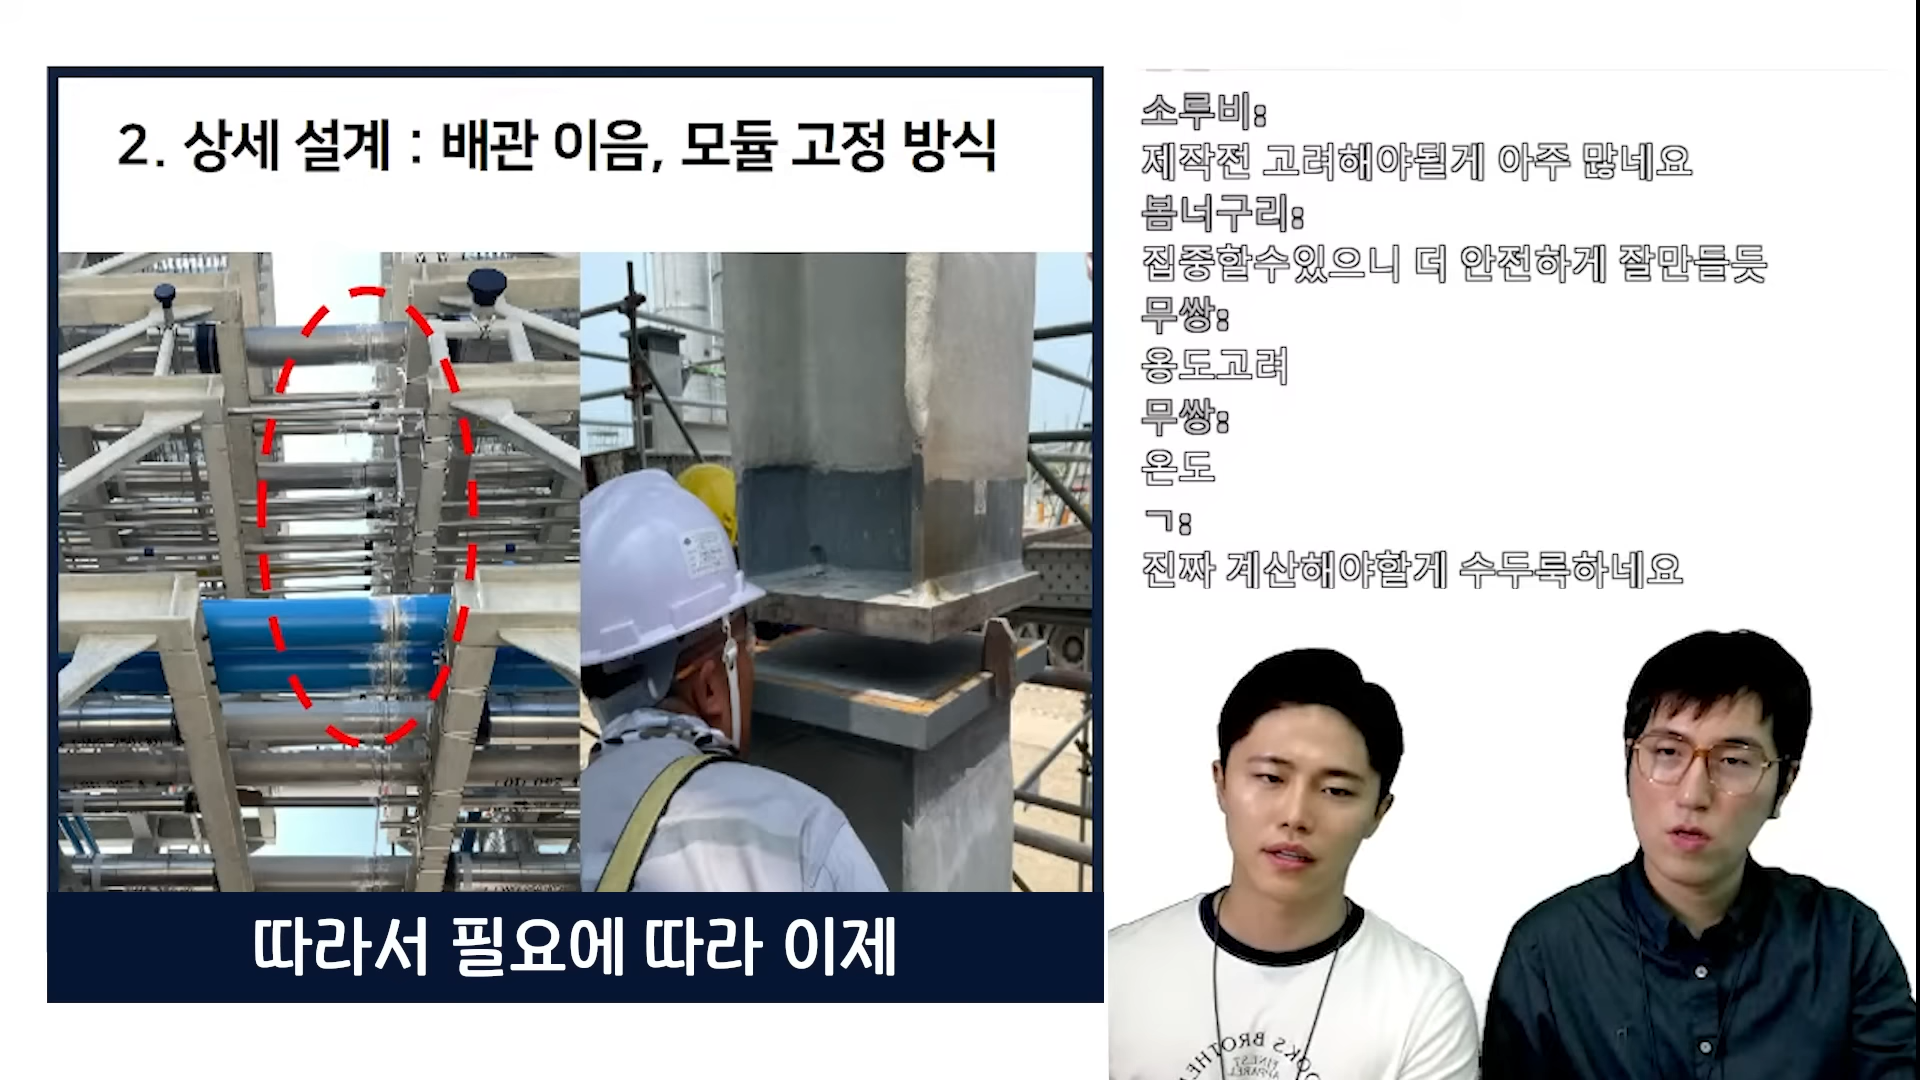 2. 상세 설계 : 배관 이음, 모듈 고정 방식
따라서 필요에 따라 이제
소루비:
제작전 고려해야될게 아주 많네요
봄너구리:
집중할수있으니 더 안전하게 잘만들듯
무쌍:
용도고려
무쌍:
온도
ㄱ:
진짜 계산해야할게 수두룩하네요